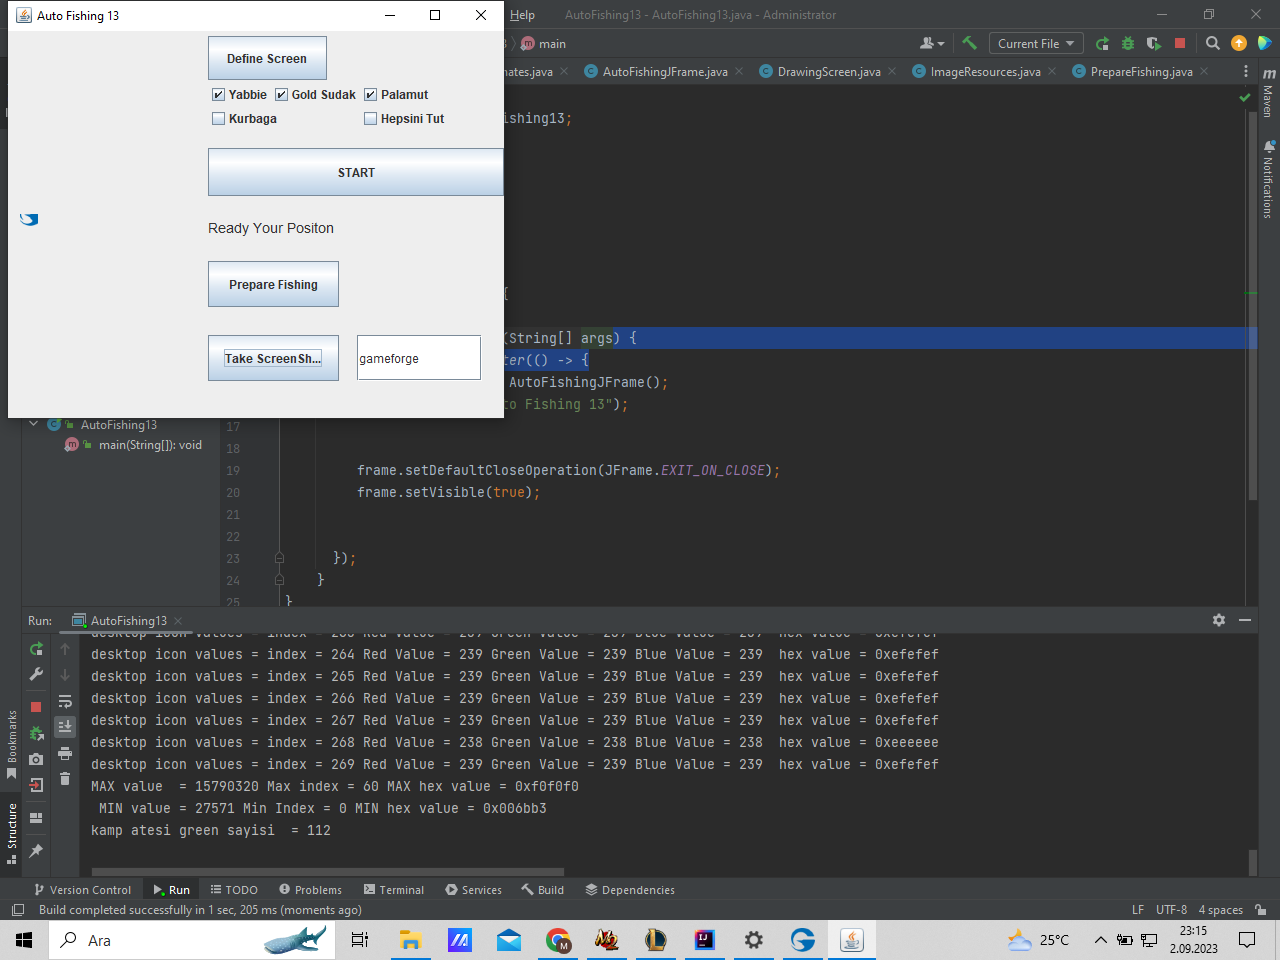 Auto Fishing 13
Define Screen
Yabbie
Gold Sudak
Palamut
Kurbaga
Hepsini Tut
START
Ready Your Positon
Prepare Fishing
Take ScreenSh...
gameforge
Help
AutoFishing13 - AutoFishing13.java - Administrator
main
Current File
nates.java
AutoFishingJFrame.java
DrawingScreen.java
ImageResources.java
PrepareFishing.java
Maven
Notifications
ishing13;
{
(String[] args) {
ter(() -> {
AutoFishingJFrame();
to Fishing 13");
AutoFishing13
main(String[]): void
17
18
19 frame.setDefaultCloseOperation(JFrame.EXIT_ON_CLOSE);
20 frame.setVisible(true);
21
22
23 });
24 }
25 }
Run:
AutoFishing13
desktop icon values = index = 264 Red Value = 239 Green Value = 239 Blue Value = 239 hex value = 0xefefef
desktop icon values = index = 265 Red Value = 239 Green Value = 239 Blue Value = 239 hex value = 0xefefef
desktop icon values = index = 266 Red Value = 239 Green Value = 239 Blue Value = 239 hex value = 0xefefef
desktop icon values = index = 267 Red Value = 239 Green Value = 239 Blue Value = 239 hex value = 0xefefef
desktop icon values = index = 268 Red Value = 238 Green Value = 238 Blue Value = 238 hex value = 0xeeeeee
desktop icon values = index = 269 Red Value = 239 Green Value = 239 Blue Value = 239 hex value = 0xefefef
MAX value = 15790320 Max index = 60 MAX hex value = 0xf0f0f0
MIN value = 27571 Min Index = 0 MIN hex value = 0x006bb3
kamp atesi green sayisi = 112
Bookmarks
Structure
Version Control
Run
TODO
Problems
Terminal
Services
Build
Dependencies
Build completed successfully in 1 sec, 205 ms (moments ago)
LF UTF-8 4 spaces
Ara
25°C
23:15
2.09.2023